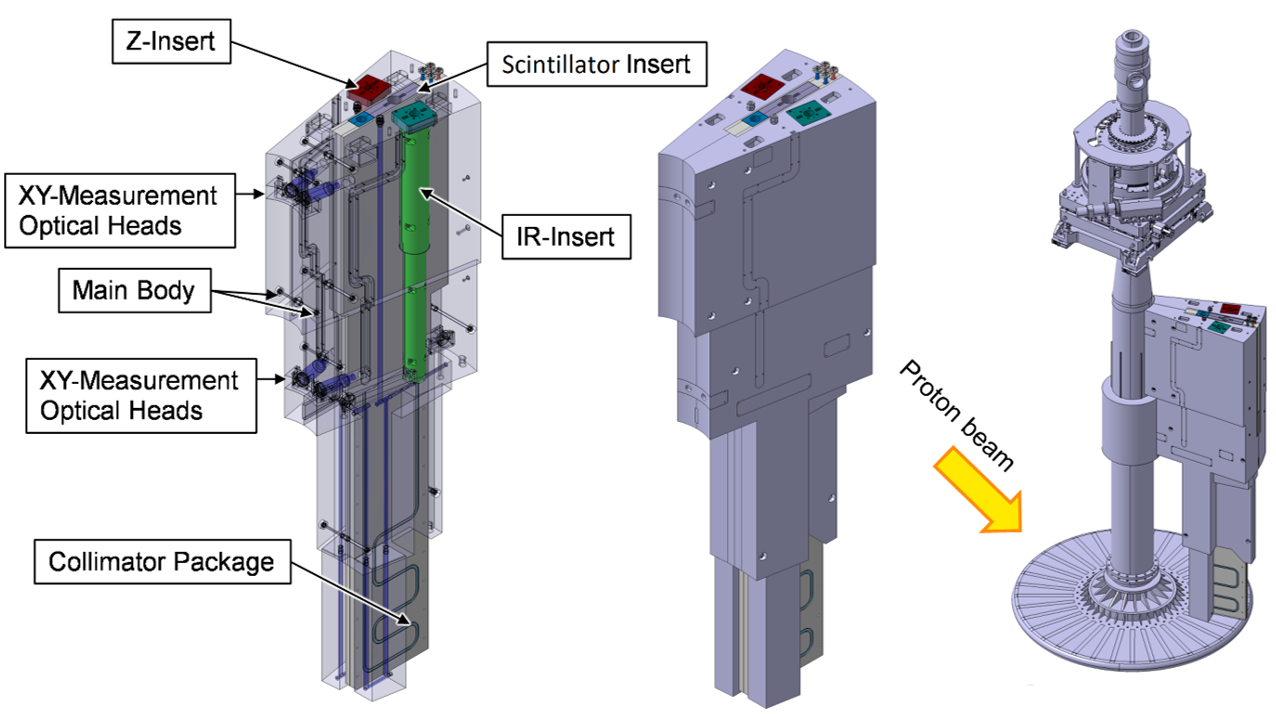 Z-Insert
Scintillator Insert
XY-Measurement
Optical Heads
IR-Insert
Main Body
XY-Measurement
Optical Heads
Collimator Package
Proton beam